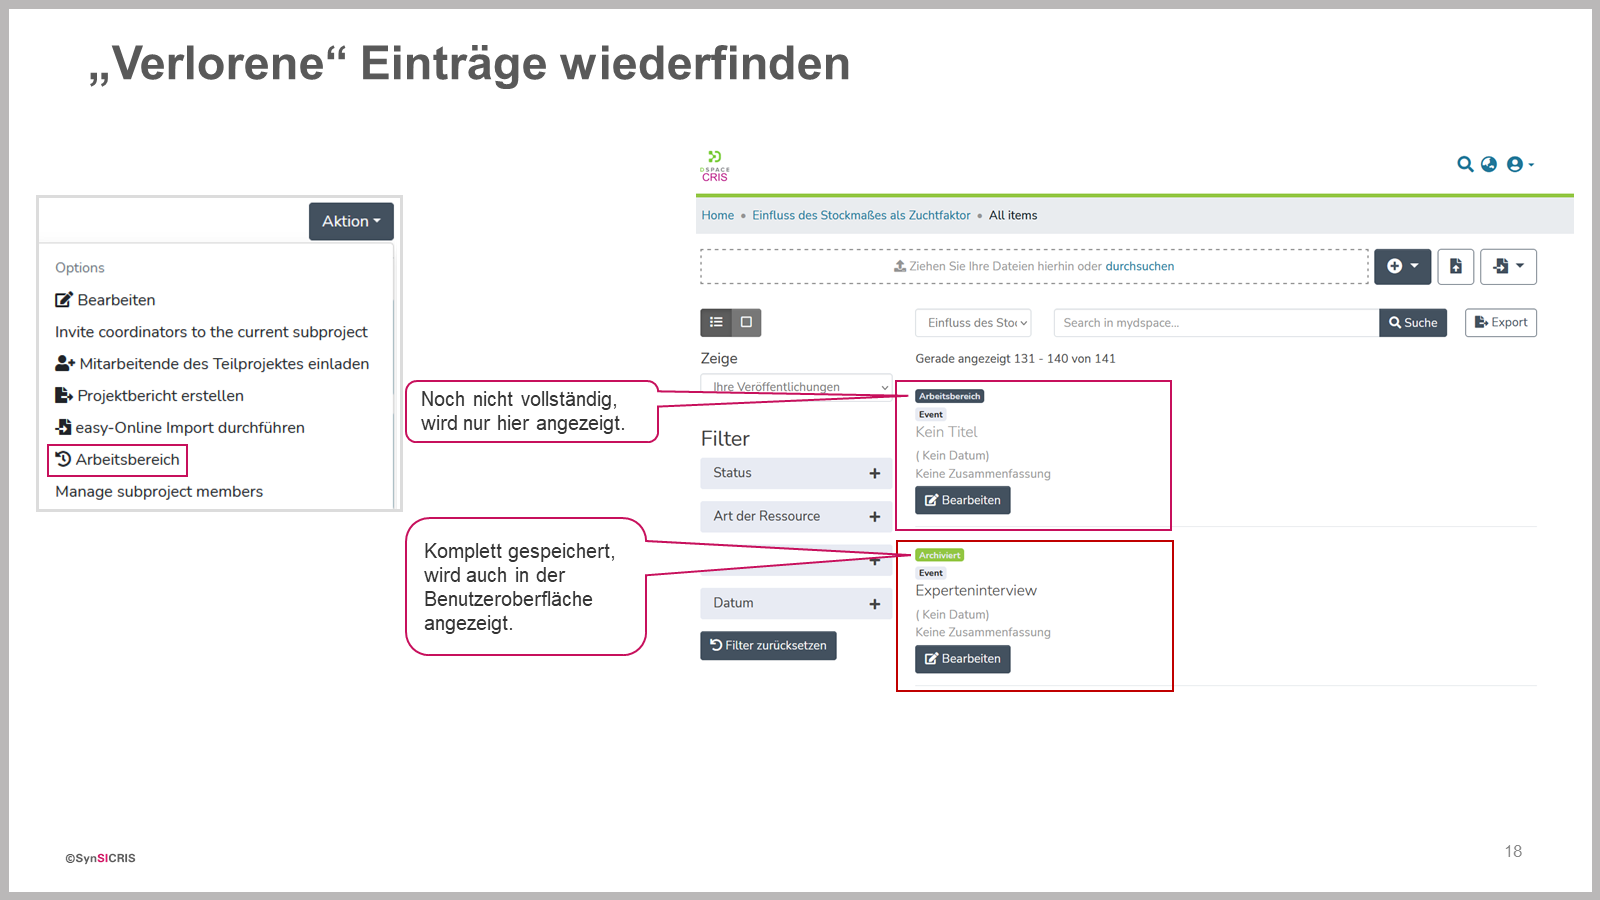 „Verlorene“ Einträge wiederfinden
Aktion
Options
Bearbeiten
Invite coordinators to the current subproject
Mitarbeitende des Teilprojektes einladen
Projektbericht erstellen
easy-Online Import durchführen
Arbeitsbereich
Manage subproject members
Noch nicht vollständig,
wird nur hier angezeigt.
Komplett gespeichert,
wird auch in der
Benutzeroberfläche
angezeigt.
DSPACE
CRIS
Home • Einfluss des Stockmaßes als Zuchtfaktor • All items
Ziehen Sie Ihre Dateien hierhin oder durchsuchen
Einfluss des Sto
Search in mydspace...
Suche
Export
Zeige
Gerade angezeigt 131 - 140 von 141
Ihre Veröffentlichungen
Filter
Status
Art der Ressource
Datum
Filter zurücksetzen
Arbeitsbereich
Event
Kein Titel
( Kein Datum)
Keine Zusammenfassung
Bearbeiten
Archiviert
Event
Experteninterview
( Kein Datum)
Keine Zusammenfassung
Bearbeiten
©SynSICRIS
18